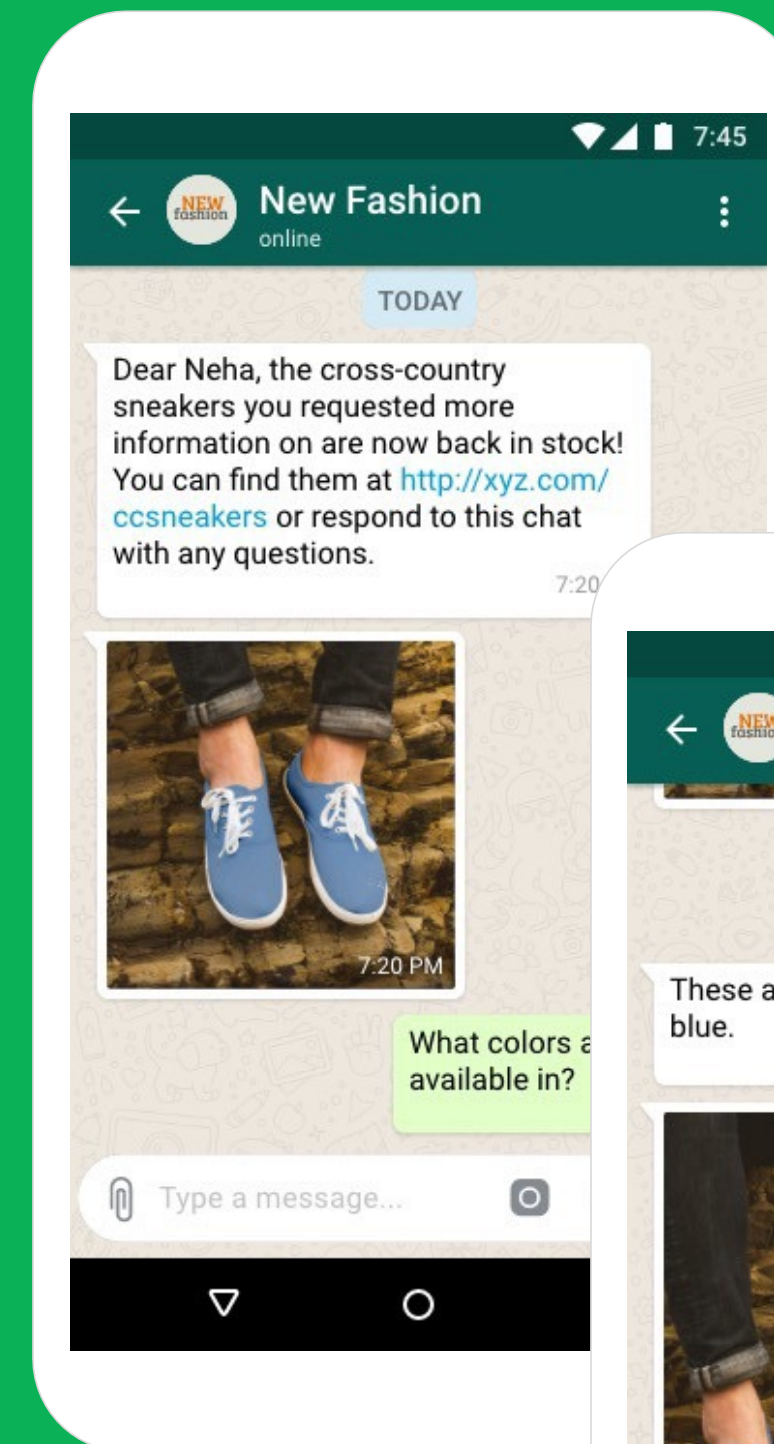 7:45
NEW
fashion
New Fashion
online
TODAY
Dear Neha, the cross-country
sneakers you requested more
information on are now back in stock!
You can find them at http://xyz.com/
ccsneakers or respond to this chat
with any questions.
7:20
7:20 PM
What colors
available in?
Type a message...
NEW
These
blue.